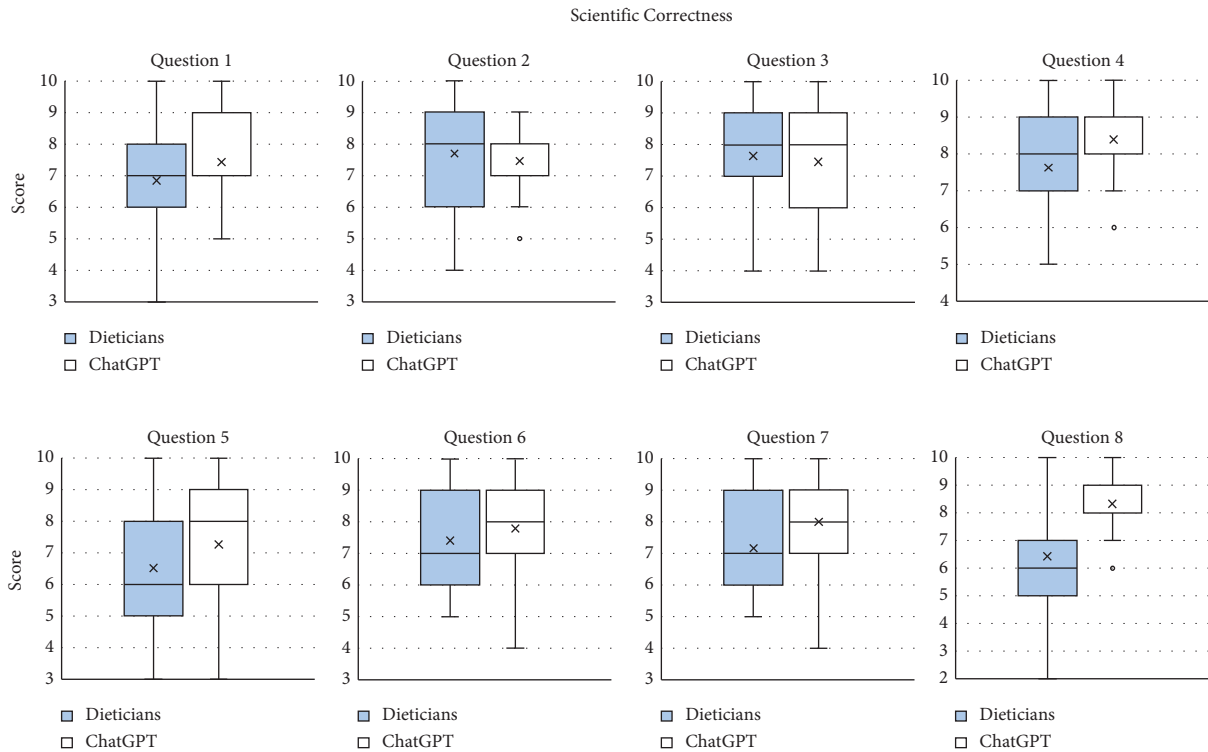 Scientific Correctness
Question 1
Question 2
Question 3
Question 4
Score
10
9
8
7
6
5
4
3
10
9
8
7
6
5
4
3
10
9
8
7
6
5
4
3
10
9
8
7
6
5
4
Dieticians
ChatGPT
Dieticians
ChatGPT
Dieticians
ChatGPT
Dieticians
ChatGPT
Question 5
Question 6
Question 7
Question 8
Score
10
9
8
7
6
5
4
3
10
9
8
7
6
5
4
3
10
9
8
7
6
5
4
3
10
9
8
7
6
5
4
3
2
Dieticians
ChatGPT
Dieticians
ChatGPT
Dieticians
ChatGPT
Dieticians
ChatGPT